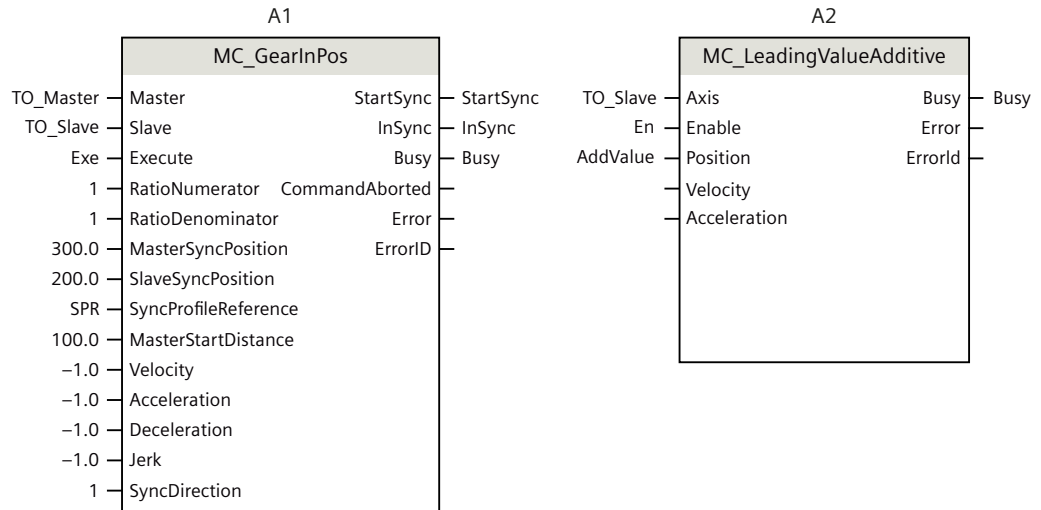 A1
MC_GearInPos
TO_Master Master StartSync StartSync
TO_Slave Slave InSync InSync
Exe Execute Busy Busy
1 RatioNumerator CommandAborted
1 RatioDenominator Error
300.0 MasterSyncPosition ErrorID
200.0 SlaveSyncPosition
SPR SyncProfileReference
100.0 MasterStartDistance
–1.0 Velocity
–1.0 Acceleration
–1.0 Deceleration
–1.0 Jerk
1 SyncDirection
A2
MC_LeadingValueAdditive
TO_Slave Axis Busy Busy
En Enable Error
AddValue Position ErrorId
Velocity
Acceleration